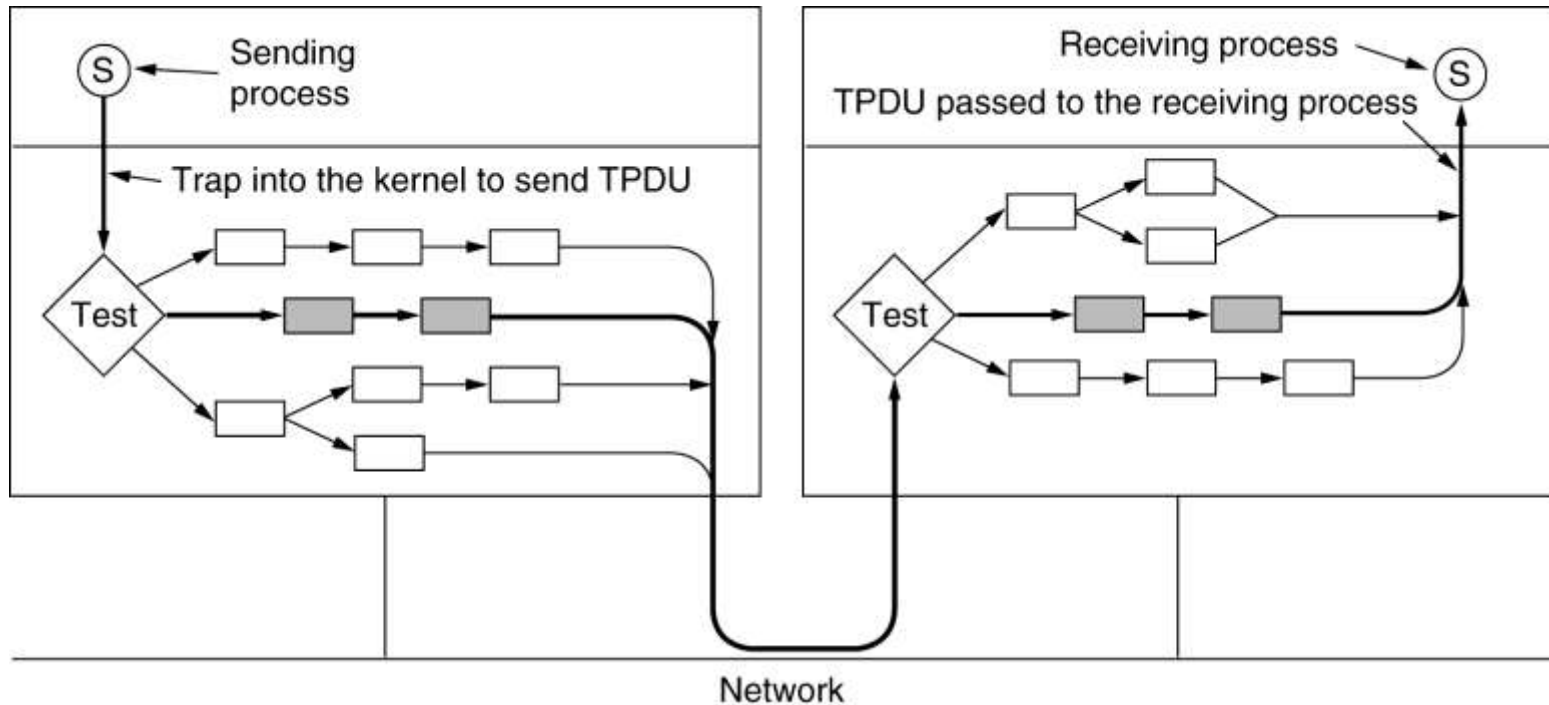 S
Sending
process
Trap into the kernel to send TPDU
Test
Receiving process
S
TPDU passed to the receiving process
Test
Network